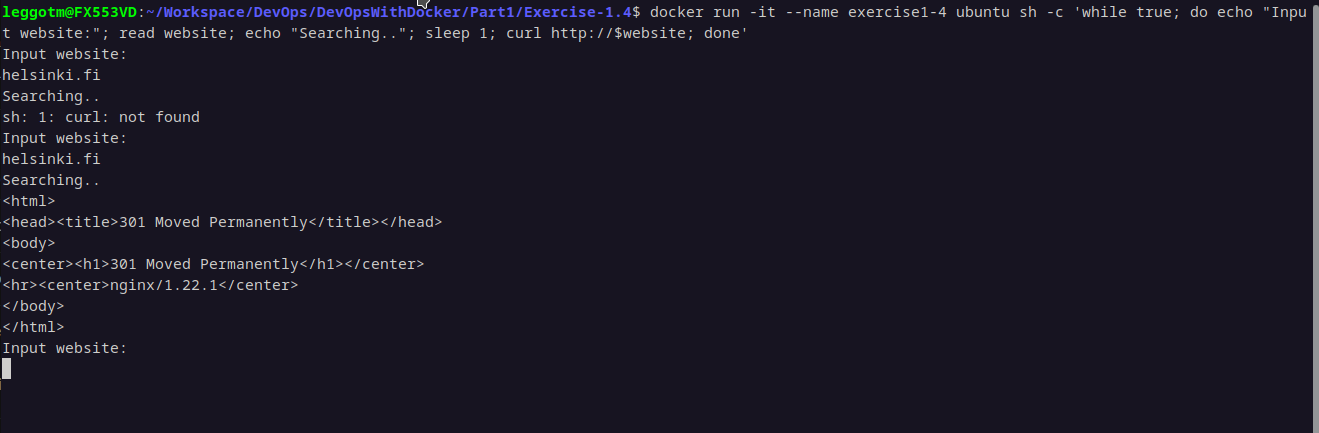 leggotm@FX553VD:~/Workspace/DevOps/DevOpsWithDocker/Part1/Exercise-1.4$ docker run -it --name exercise1-4 ubuntu sh -c 'while true; do echo "Inpu
t website:"; read website; echo "Searching.."; sleep 1; curl http://$website; done'
Input website:
helsinki.fi
Searching..
sh: 1: curl: not found
Input website:
helsinki.fi
Searching..
<html>
<head><title>301 Moved Permanently</title></head>
<body>
<center><h1>301 Moved Permanently</h1></center>
<hr><center>nginx/1.22.1</center>
</body>
</html>
Input website: